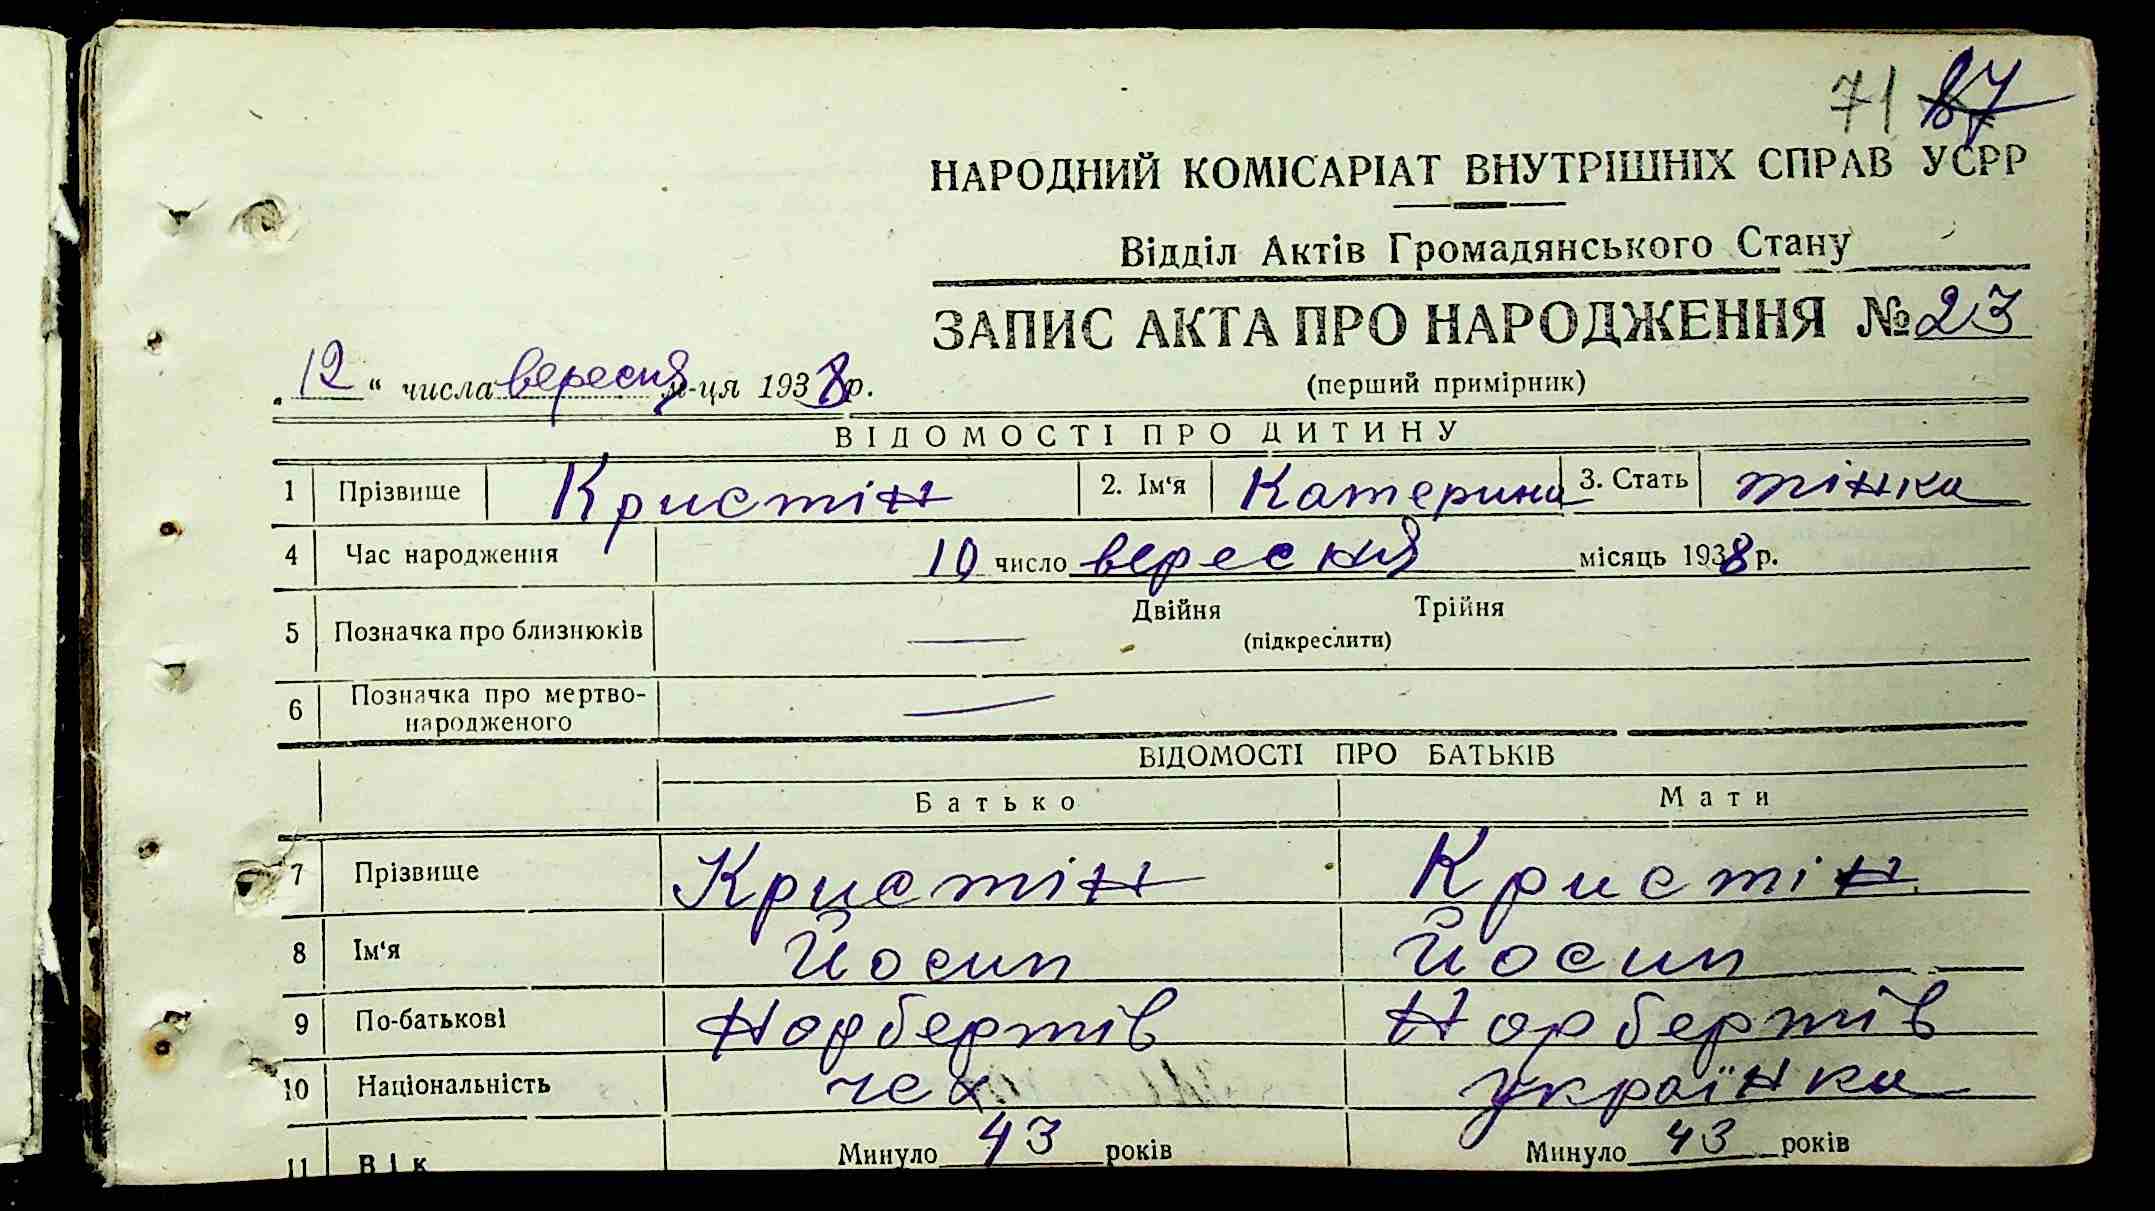 71 87
НАРОДНИЙ КОМІСАРІАТ ВНУТРІШНІХ СПРАВ УСРР
Відділ Актів Громадянського Стану
ЗАПИС АКТА ПРО НАРОДЖЕННЯ № 23
(перший примірник)
„12“ числа вересня м-ця 1938 р.
ВІДОМОСТІ ПРО ДИТИНУ
1 Прізвище Кристін 2. Ім‘я Катерина 3. Стать жінка
4 Час народження 10 число вересня місяць 1938 р.
5 Позначка про близнюків — Двійня Трійня
(підкреслити)
6 Позначка про мертво-
народженого —
ВІДОМОСТІ ПРО БАТЬКІВ
Батько Мати
7 Прізвище Кристін Кристін
8 Ім‘я Йосип Йосип
9 По-батькові Норбертів Норбертів
10 Національність чех українка
11 Вік Минуло 43 років Минуло 43 років